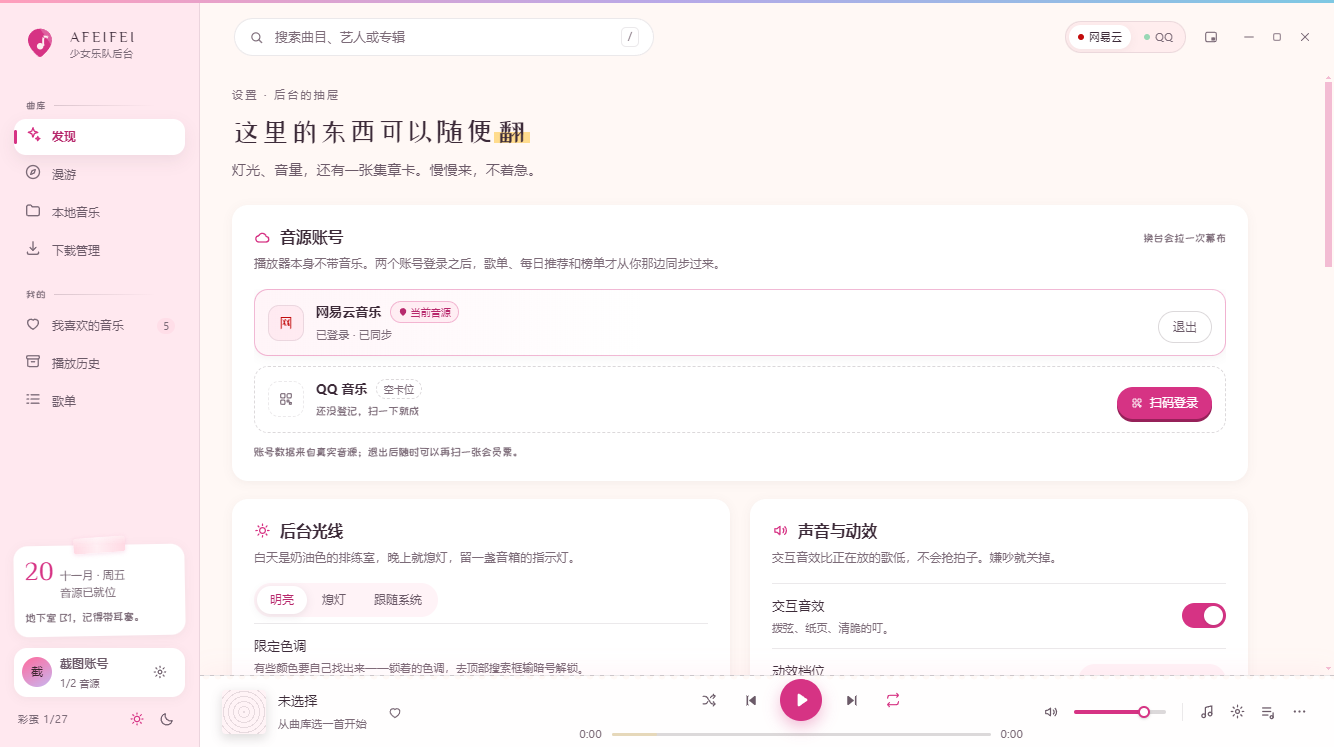 AFEIFEI
少女乐队后台
曲库
发现
漫游
本地音乐
下载管理
我的
我喜欢的音乐 5
播放历史
歌单
20 十一月 · 周五
音源已就位
地下室 B1，记得带耳塞。
截 截图账号
1/2 音源
彩蛋 1/27
搜索曲目、艺人或专辑 /
网易云 QQ
设置 · 后台的抽屉
这里的东西可以随便翻
灯光、音量，还有一张集章卡。慢慢来，不着急。
音源账号
换台会拉一次幕布
播放器本身不带音乐。两个账号登录之后，歌单、每日推荐和榜单才从你那边同步过来。
网 网易云音乐 当前音源
已登录 · 已同步
退出
QQ 音乐 空卡位
还没登记，扫一下就成
扫码登录
账号数据来自真实音源；退出后随时可以再扫一张会员票。
后台光线
白天是奶油色的排练室，晚上就熄灯，留一盏音箱的指示灯。
明亮 熄灯 跟随系统
限定色调
有些颜色要自己找出来——锁着的色调，去顶部搜索框输暗号解锁。
声音与动效
交互音效比正在放的歌低，不会抢拍子。嫌吵就关掉。
交互音效
拨弦、纸页、清脆的叮。
动效档位
未选择
从曲库选一首开始
0:00 0:00